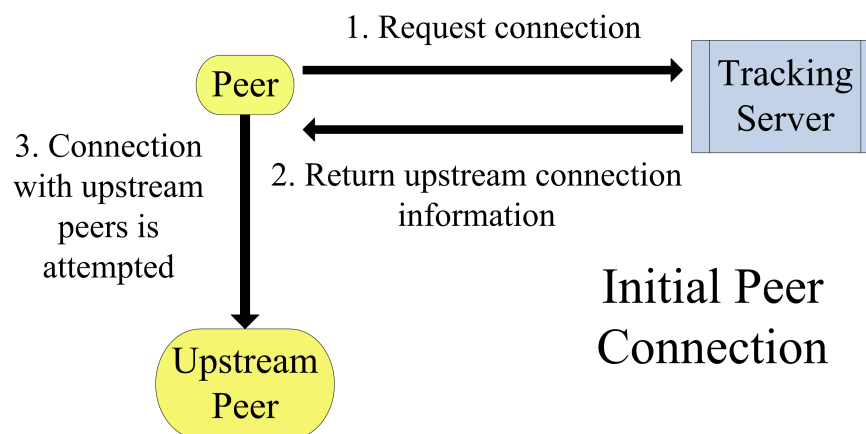 1. Request connection
Peer
Tracking
Server
3. Connection
with upstream
peers is
attempted
2. Return upstream connection
information
Initial Peer
Connection
Upstream
Peer